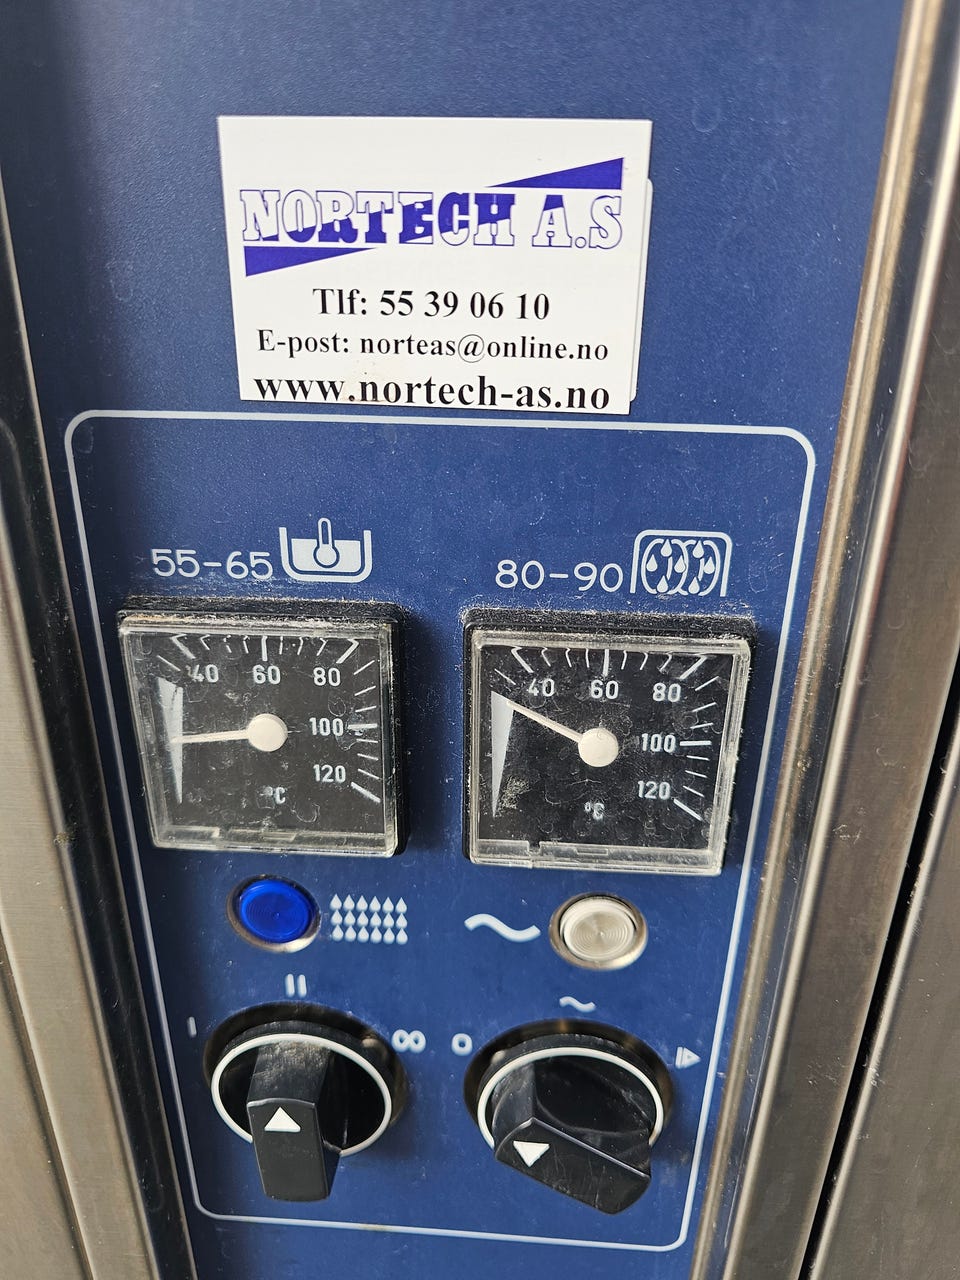 NORTECH A.S
Tlf: 55 39 06 10
E-post: norteas@online.no
www.nortech-as.no
55-65
80-90
40 60 80
100
120
°C
40 60 80
100
120
°C
~
II
I
∞
~
O
I